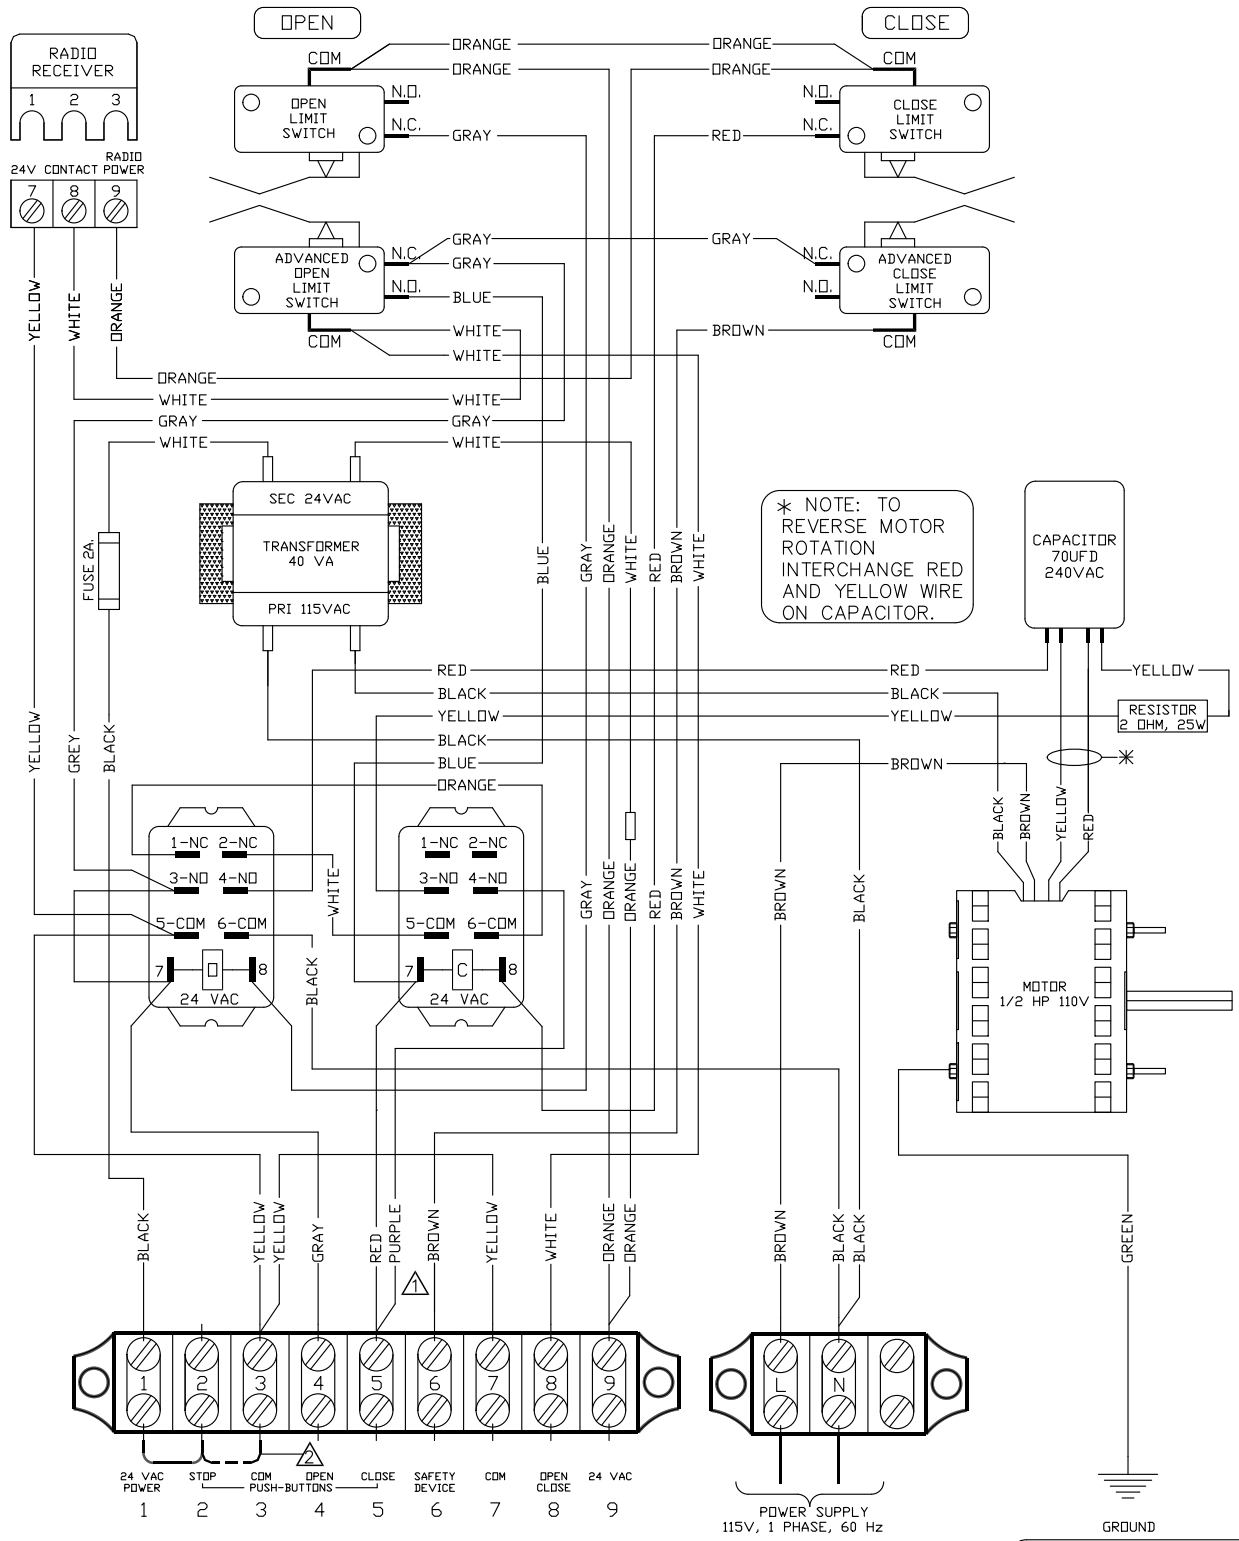 OPEN
CLOSE
RADIO
RECEIVER
1 2 3
24V CONTACT
RADIO
POWER
7 8 9
COM
ORANGE
ORANGE
COM
ORANGE
ORANGE
N.O.
N.C.
OPEN
LIMIT
SWITCH
GRAY
RED
N.O.
N.C.
CLOSE
LIMIT
SWITCH
GRAY
GRAY
N.C.
GRAY
N.C.
ADVANCED
OPEN
LIMIT
SWITCH
N.O.
BLUE
N.O.
ADVANCED
CLOSE
LIMIT
SWITCH
WHITE
BROWN
COM
WHITE
COM
YELLOW
WHITE
ORANGE
ORANGE
WHITE
WHITE
GRAY
GRAY
WHITE
WHITE
SEC 24VAC
TRANSFORMER
40 VA
PRI 115VAC
FUSE 2A.
BLUE
GRAY
ORANGE
WHITE
RED
BROWN
WHITE
* NOTE: TO
REVERSE MOTOR
ROTATION
INTERCHANGE RED
AND YELLOW WIRE
ON CAPACITOR.
CAPACITOR
70UFD
240VAC
RED
RED
YELLOW
BLACK
BLACK
YELLOW
YELLOW
RESISTOR
2 OHM, 25W
BLACK
BLUE
BROWN
*
ORANGE
YELLOW
GREY
BLACK
BLACK
BROWN
YELLOW
RED
1-NC 2-NC
3-NO 4-NO
5-COM 6-COM
7 O 8
24 VAC
WHITE
BLACK
1-NC 2-NC
3-NO 4-NO
5-COM 6-COM
7 C 8
24 VAC
GRAY
ORANGE
ORANGE
RED
BROWN
WHITE
BROWN
BLACK
MOTOR
1/2 HP 110V
BLACK
YELLOW
YELLOW
GRAY
RED
PURPLE
BROWN
YELLOW
WHITE
ORANGE
ORANGE
BROWN
BLACK
BLACK
GREEN
1
1 2 3 4 5 6 7 8 9
L N
2
24 VAC
POWER
STOP
COM
OPEN
CLOSE
PUSH-BUTTONS
SAFETY
DEVICE
COM
OPEN
CLOSE
24 VAC
1 2 3 4 5 6 7 8 9
POWER SUPPLY
115V, 1 PHASE, 60 Hz
GROUND